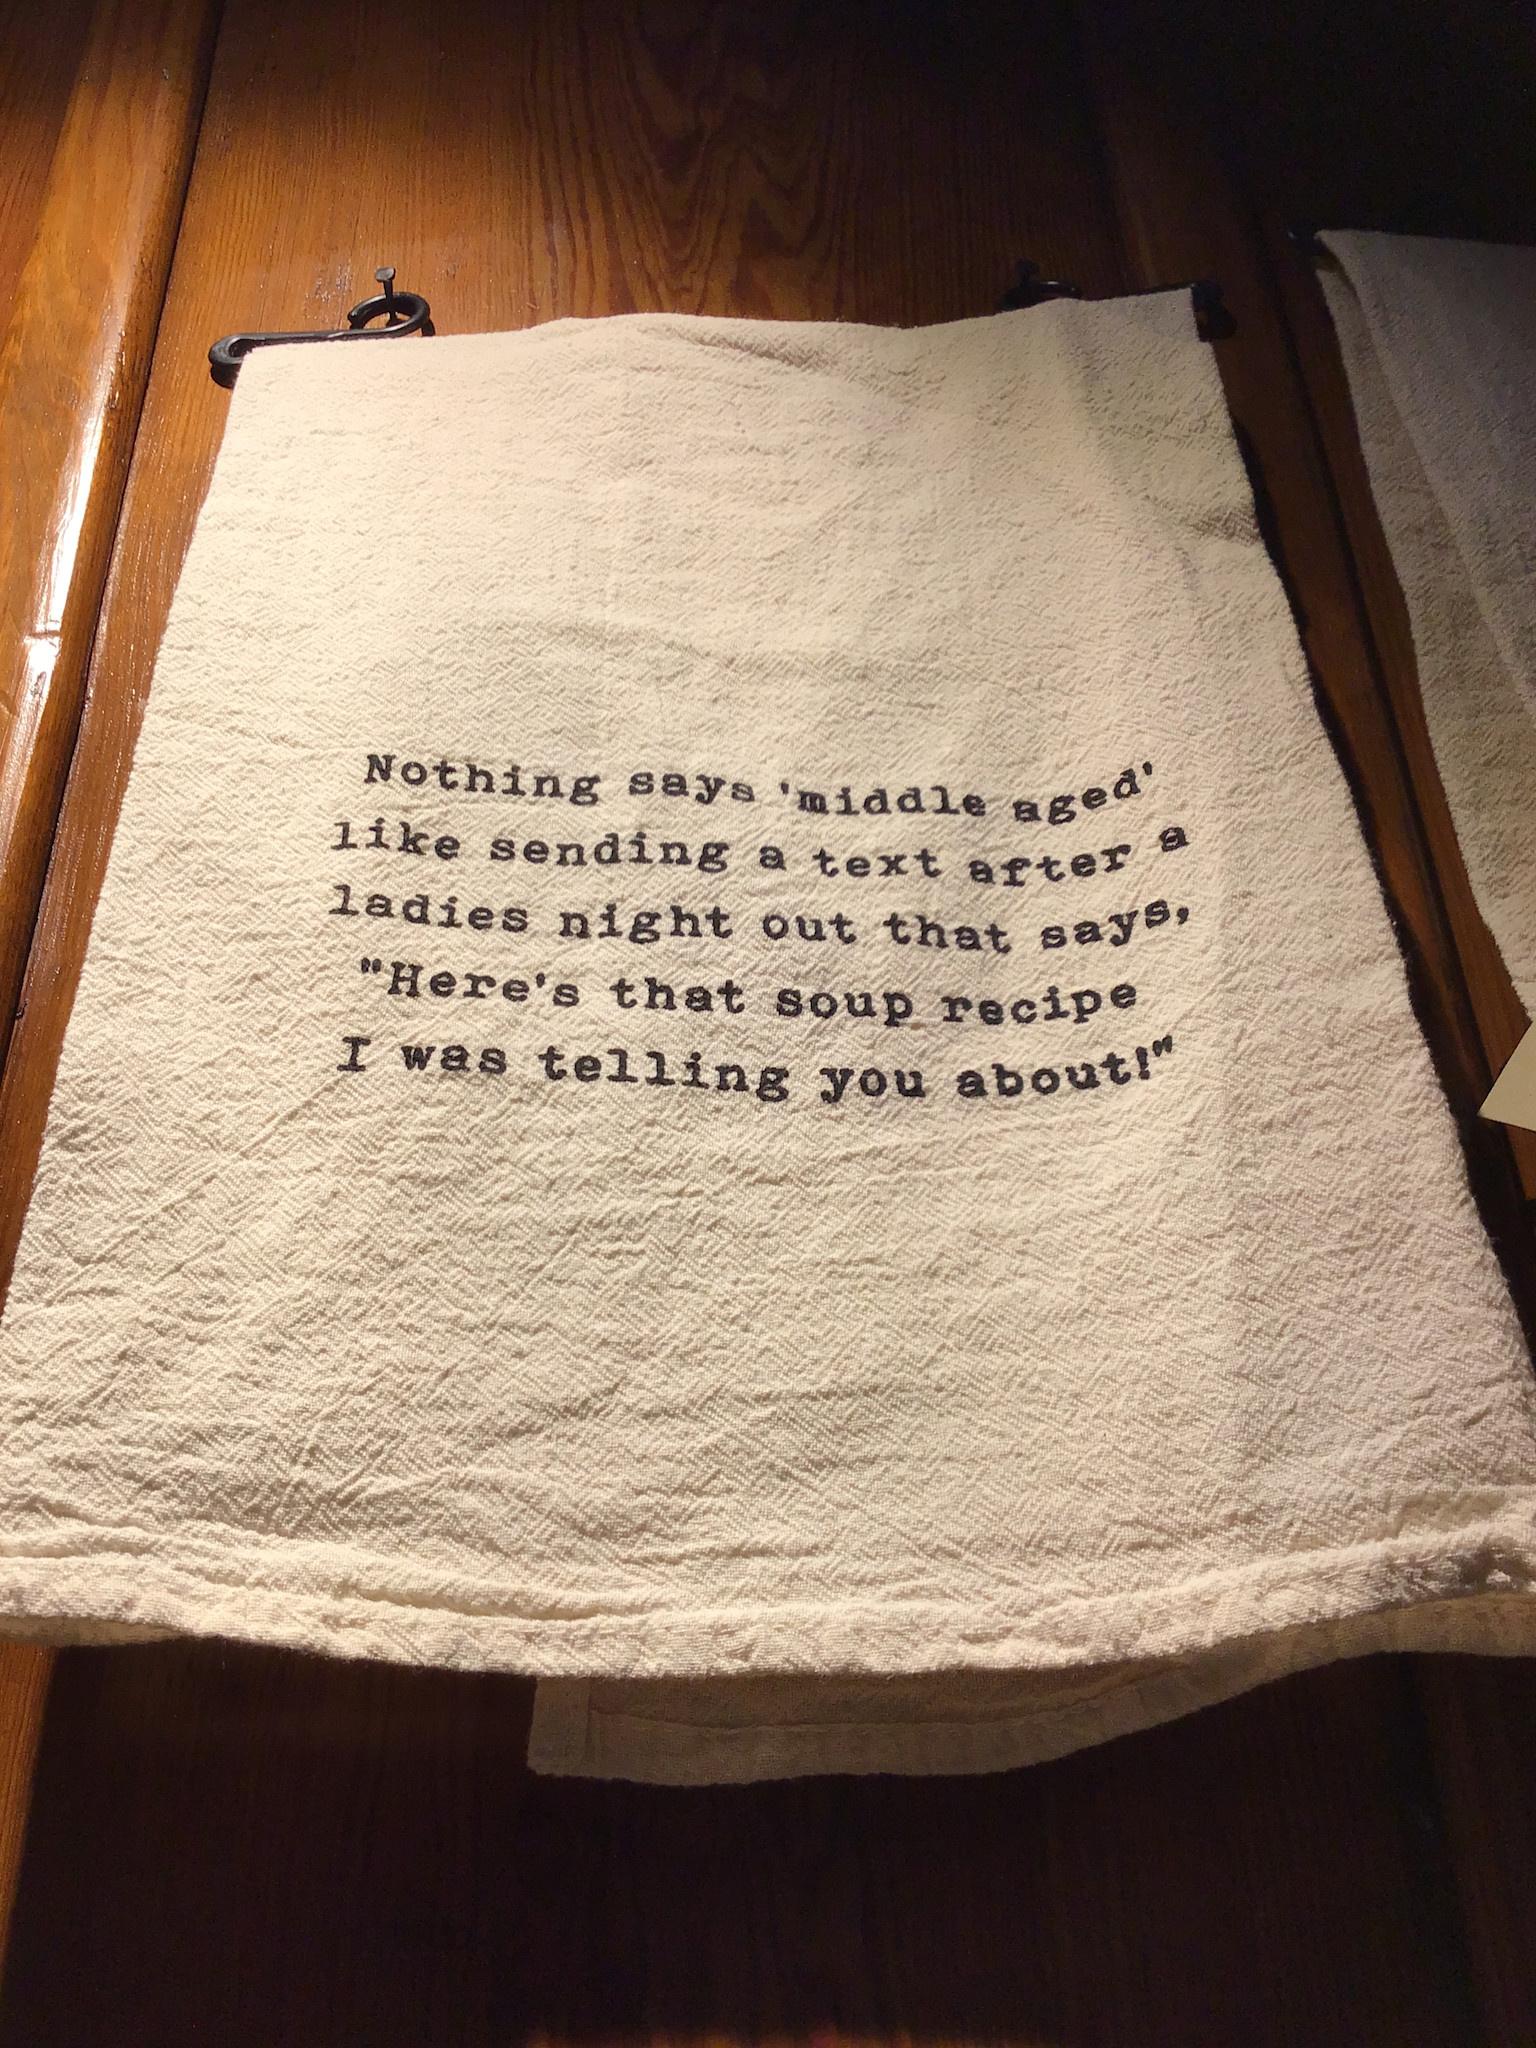 Nothing says 'middle aged'
like sending a text after a
ladies night out that says,
"Here's that soup recipe
I was telling you about!"